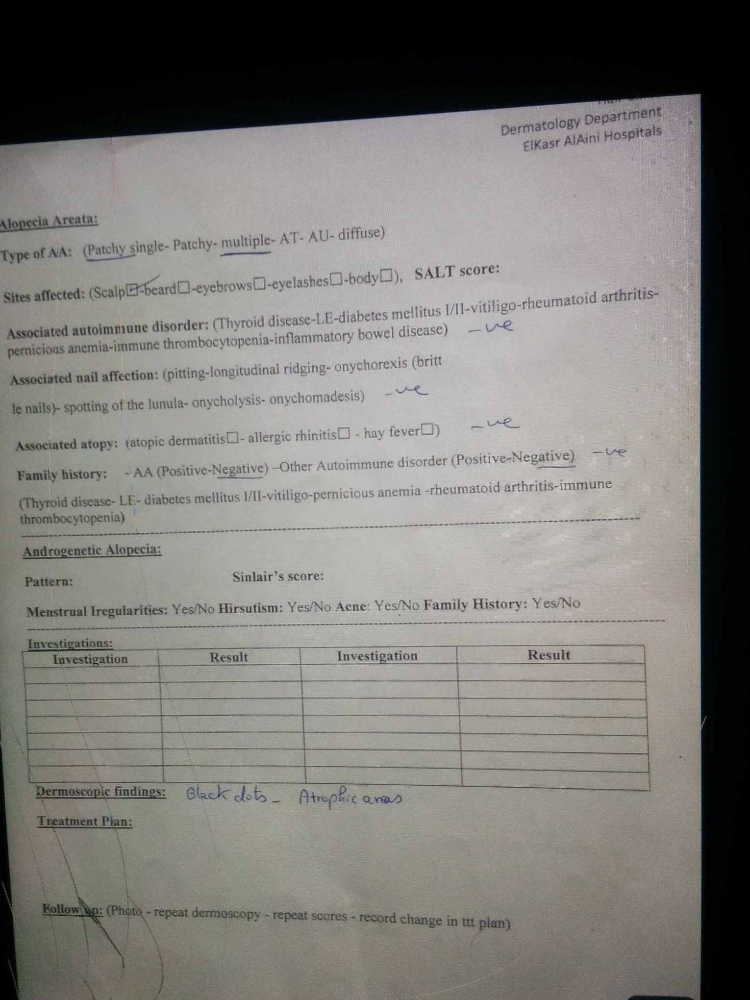 Dermatology Department
ElKasr AlAini Hospitals
Alopecia Areata:
Type of AA: (Patchy single- Patchy- multiple- AT- AU- diffuse)
Sites affected: (Scalp☑-beard☐-eyebrows☐-eyelashes☐-body☐), SALT score:
Associated autoimmune disorder: (Thyroid disease-LE-diabetes mellitus I/II-vitiligo-rheumatoid arthritis-
pernicious anemia-immune thrombocytopenia-inflammatory bowel disease) -ve
Associated nail affection: (pitting-longitudinal ridging- onychorexis (britt
le nails)- spotting of the lunula- onycholysis- onychomadesis) -ve
Associated atopy: (atopic dermatitis☐- allergic rhinitis☐ - hay fever☐) -ve
Family history: - AA (Positive-Negative) –Other Autoimmune disorder (Positive-Negative) -ve
(Thyroid disease- LE- diabetes mellitus I/II-vitiligo-pernicious anemia -rheumatoid arthritis-immune
thrombocytopenia)
Androgenetic Alopecia:
Pattern: Sinlair's score:
Menstrual Iregularities: Yes/No Hirsutism: Yes/No Acne: Yes/No Family History: Yes/No
Investigations:
Investigation Result Investigation Result
Dermoscopic findings: Black dots - Atrophic areas
Treatment Plan:
Follow up: (Photo - repeat dermoscopy - repeat scores - record change in ttt plan)